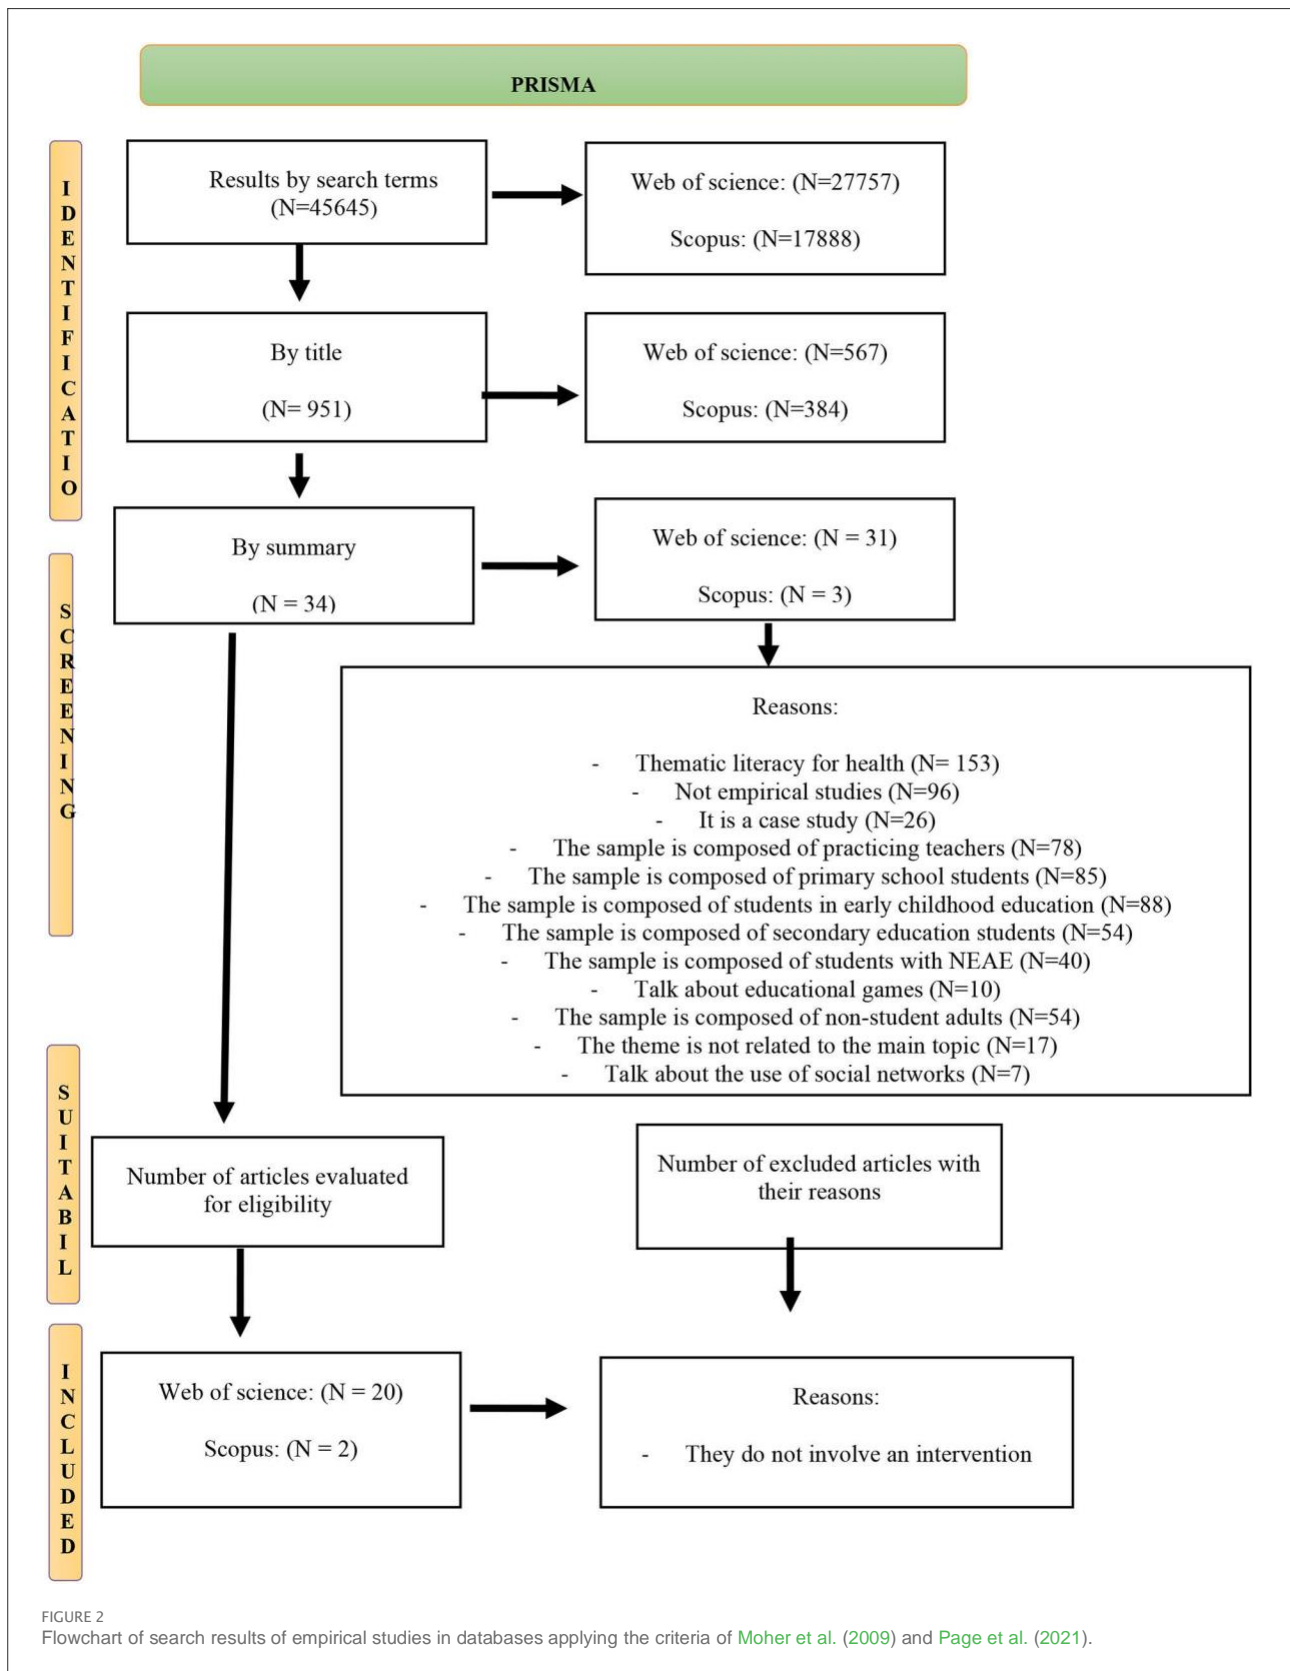 PRISMA
IDENTIFICATIO
Results by search terms
(N=45645)
Web of science: (N=27757)
Scopus: (N=17888)
By title
(N= 951)
Web of science: (N=567)
Scopus: (N=384)
SCREENING
By summary
(N = 34)
Web of science: (N = 31)
Scopus: (N = 3)
Reasons:
- Thematic literacy for health (N= 153)
- Not empirical studies (N=96)
- It is a case study (N=26)
- The sample is composed of practicing teachers (N=78)
- The sample is composed of primary school students (N=85)
- The sample is composed of students in early childhood education (N=88)
- The sample is composed of secondary education students (N=54)
- The sample is composed of students with NEAE (N=40)
- Talk about educational games (N=10)
- The sample is composed of non-student adults (N=54)
- The theme is not related to the main topic (N=17)
- Talk about the use of social networks (N=7)
SUITABIL
Number of articles evaluated
for eligibility
Number of excluded articles with
their reasons
INCLUDED
Web of science: (N = 20)
Scopus: (N = 2)
Reasons:
- They do not involve an intervention
FIGURE 2
Flowchart of search results of empirical studies in databases applying the criteria of Moher et al. (2009) and Page et al. (2021).